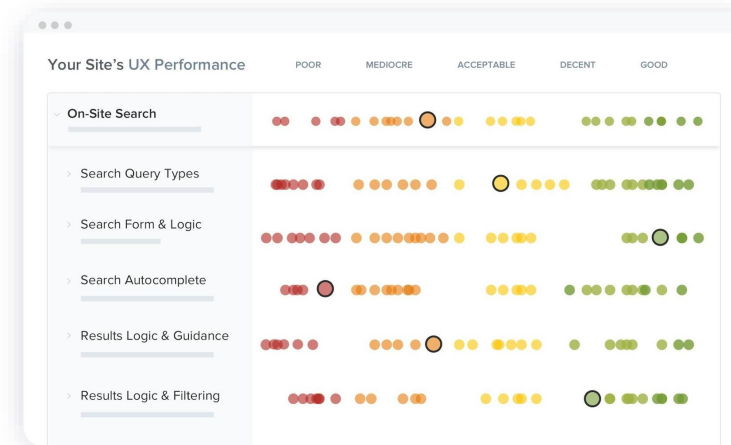 Your Site's UX Performance
POOR MEDIOCRE ACCEPTABLE DECENT GOOD
On-Site Search
Search Query Types
Search Form & Logic
Search Autocomplete
Results Logic & Guidance
Results Logic & Filtering